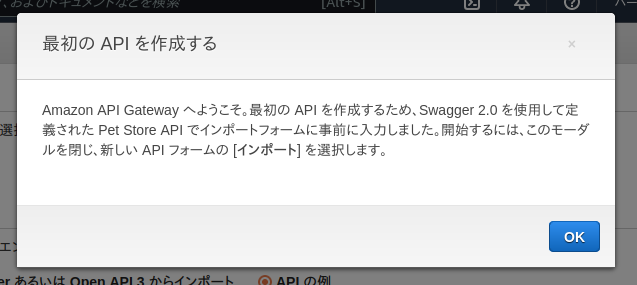 、およびドキュメントなどを検索 [Alt+S]
最初の API を作成する ×
Amazon API Gateway へようこそ。最初の API を作成するため、Swagger 2.0 を使用して定
義された Pet Store API でインポートフォームに事前に入力しました。開始するには、このモーダ
ルを閉じ、新しい API フォームの [インポート] を選択します。
選択
エン
OK
er あるいは Open API 3 からインポート API の例